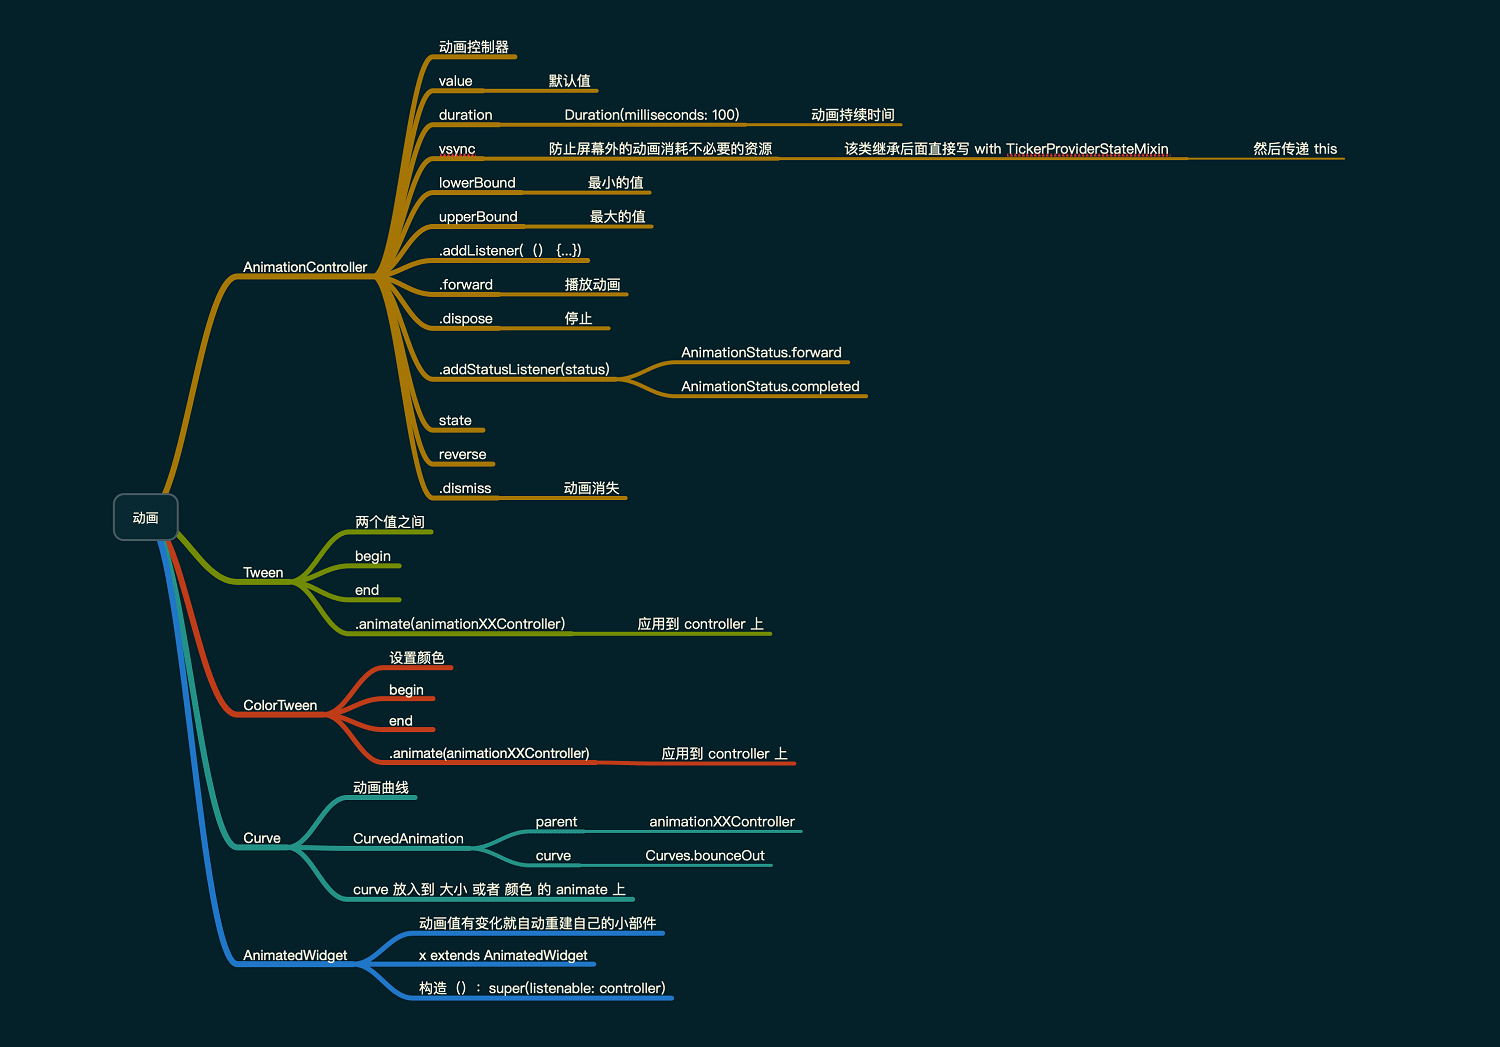 动画
AnimationController
动画控制器
value 默认值
duration Duration(milliseconds: 100) 动画持续时间
vsync 防止屏幕外的动画消耗不必要的资源 该类继承后面直接写 with TickerProviderStateMixin 然后传递 this
lowerBound 最小的值
upperBound 最大的值
.addListener(（） {...})
.forward 播放动画
.dispose 停止
.addStatusListener(status)
AnimationStatus.forward
AnimationStatus.completed
state
reverse
.dismiss 动画消失
Tween
两个值之间
begin
end
.animate(animationXXController) 应用到 controller 上
ColorTween
设置颜色
begin
end
.animate(animationXXController) 应用到 controller 上
Curve
动画曲线
CurvedAnimation
parent animationXXController
curve Curves.bounceOut
curve 放入到 大小 或者 颜色 的 animate 上
AnimatedWidget
动画值有变化就自动重建自己的小部件
x extends AnimatedWidget
构造（）：super(listenable: controller)